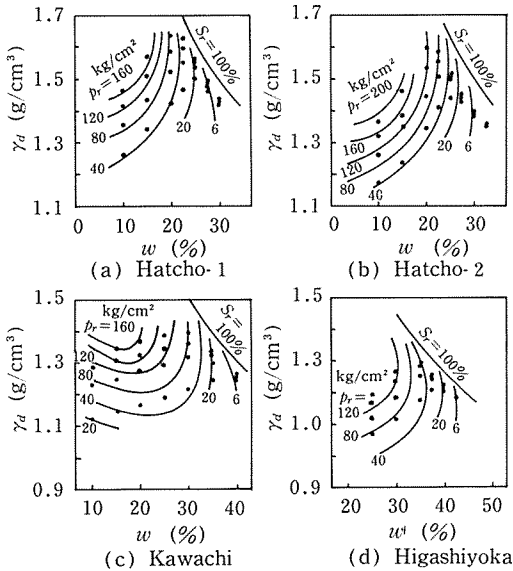 1.7
1.5
1.3
1.1
γd (g/cm³)
kg/cm²
pr=160
120
80
40
20
6
Sr=100%
0 10 20 30
w (%)
(a) Hatcho-1
1.7
1.5
1.3
1.1
γd (g/cm³)
kg/cm²
pr=200
160
120
80
40
20
6
Sr=100%
0 10 20 30
w (%)
(b) Hatcho-2
1.5
1.3
1.1
0.9
γd (g/cm³)
kg/cm²
pr=160
120
80
40
20
20
6
Sr=
100%
10 20 30 40
w (%)
(c) Kawachi
1.5
1.2
1.1
0.9
γd (g/cm³)
kg/cm²
pr=
120
80
40
20
6
Sr=100%
20 30 40
w (%)
(d) Higashiyoka